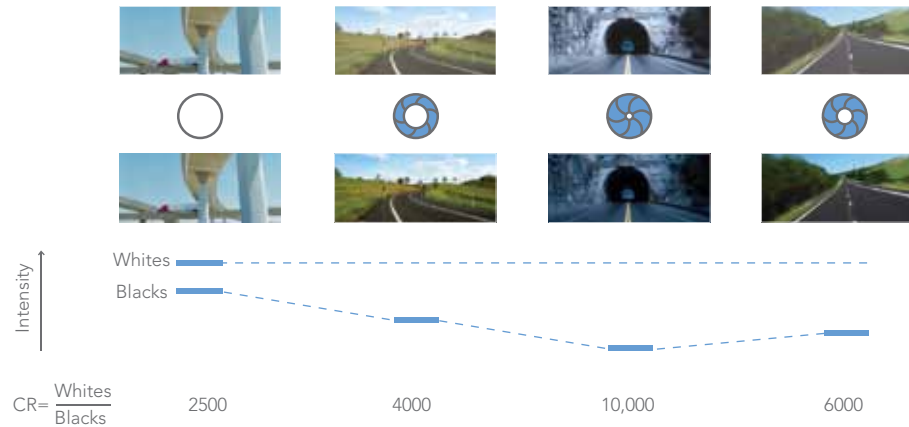 Whites
Blacks
Intensity
CR= Whites
Blacks
2500 4000 10,000 6000